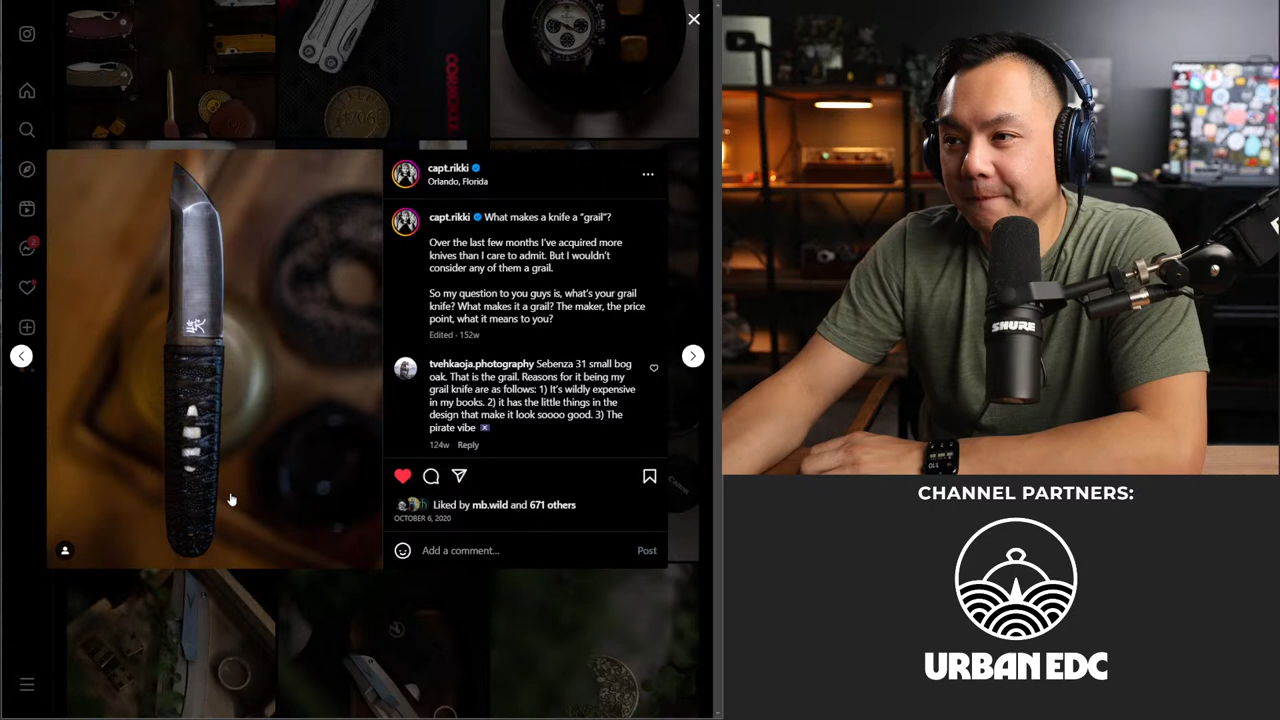 capt.rikki
Orlando, Florida
capt.rikki What makes a knife a “grail”?
Over the last few months I’ve acquired more
knives than I care to admit. But I wouldn’t
consider any of them a grail.
So my question to you guys is, what’s your grail
knife? What makes it a grail? The maker, the price
point, what it means to you?
Edited · 152w
tvehkaoja.photography Sebenza 31 small bog
oak. That is the grail. Reasons for it being my
grail knife are as follows: 1) It’s wildly expensive
in my books. 2) it has the little things in the
design that make it look soooo good. 3) The
pirate vibe 🏴‍☠️
124w Reply
Liked by mb.wild and 671 others
OCTOBER 6, 2020
Add a comment...
Post
2
SHURE
CHANNEL PARTNERS:
URBAN EDC